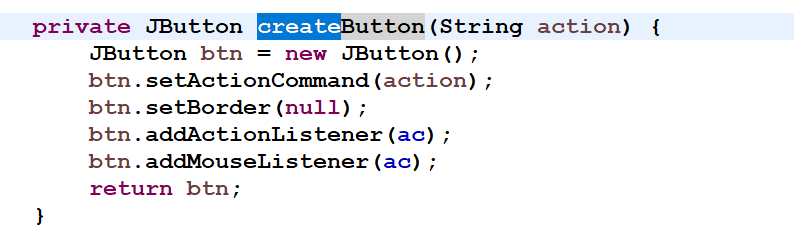 private JButton createButton(String action) {
JButton btn = new JButton();
btn.setActionCommand(action);
btn.setBorder(null);
btn.addActionListener(ac);
btn.addMouseListener(ac);
return btn;
}